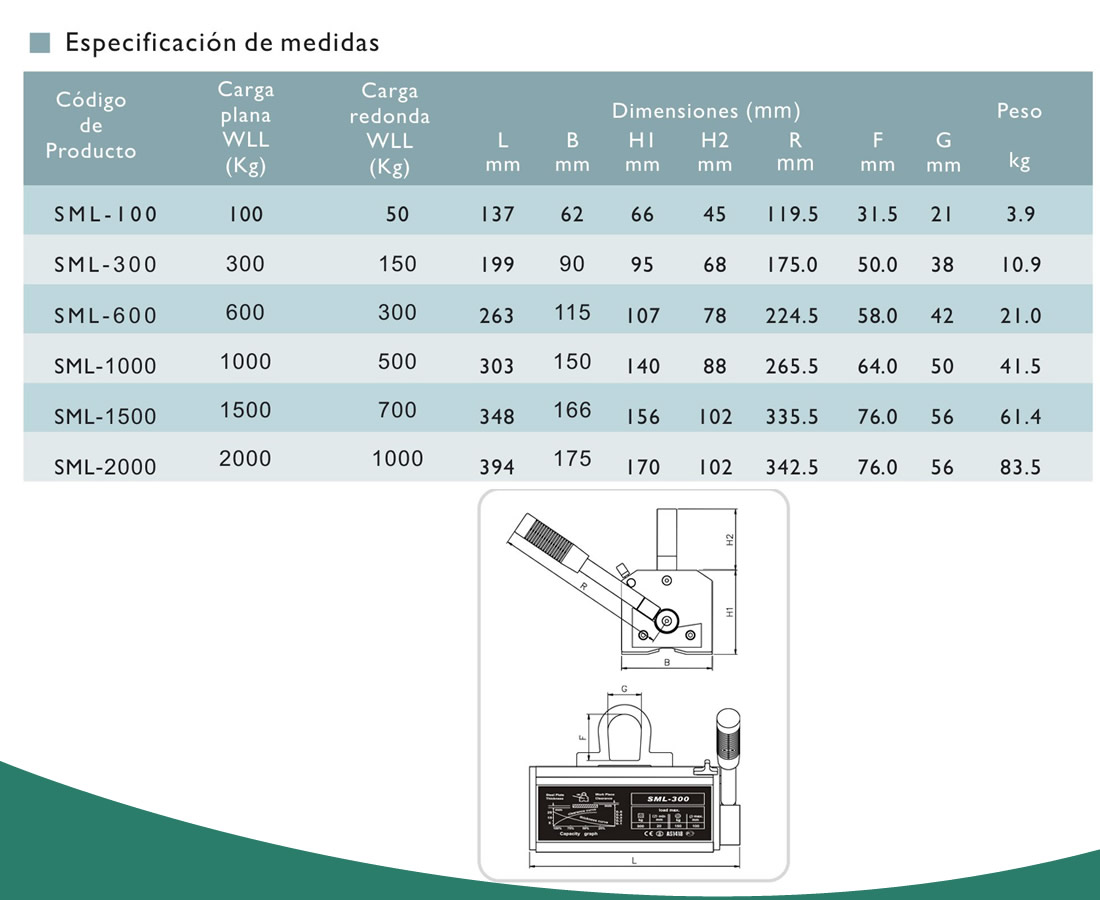 Especificación de medidas
Código de Producto
Carga plana WLL (Kg)
Carga redonda WLL (Kg)
Dimensiones (mm)
L mm
B mm
H1 mm
H2 mm
R mm
F mm
G mm
Peso kg
SML-100 100 50 137 62 66 45 119.5 31.5 21 3.9
SML-300 300 150 199 90 95 68 175.0 50.0 38 10.9
SML-600 600 300 263 115 107 78 224.5 58.0 42 21.0
SML-1000 1000 500 303 150 140 88 265.5 64.0 50 41.5
SML-1500 1500 700 348 166 156 102 335.5 76.0 56 61.4
SML-2000 2000 1000 394 175 170 102 342.5 76.0 56 83.5
H2
R
H1
B
G
F
SML-300
load max.
Capacity graph
CE
AS1418
L